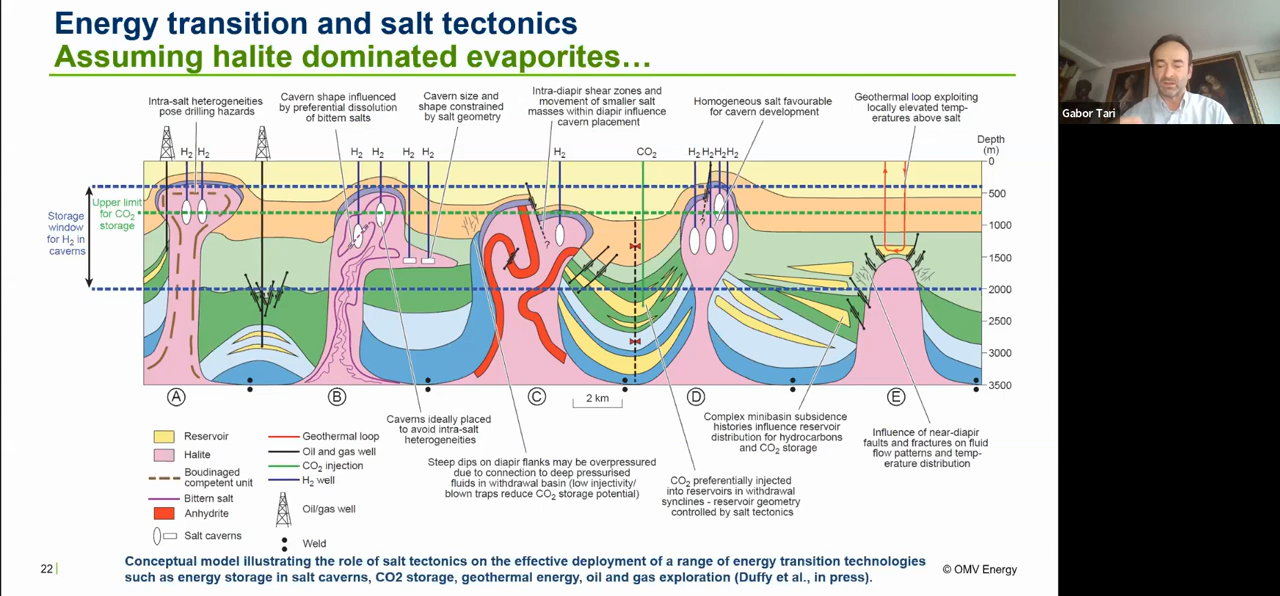 Energy transition and salt tectonics
Assuming halite dominated evaporites…
Gabor Tari
Intra-salt heterogeneities
pose drilling hazards
Cavern shape influenced
by preferential dissolution
of bittern salts
Cavern size and
shape constrained
by salt geometry
Intra-diapir shear zones and
movement of smaller salt
masses within diapir influence
cavern placement
Homogeneous salt favourable
for cavern development
Geothermal loop exploiting
locally elevated temp-
eratures above salt
H2 H2 H2 H2 H2 H2 H2 CO2 H2 H2 H2 H2
Depth
(m)
0
500
1000
1500
2000
2500
3000
3500
Storage
window
for H2 in
caverns
Upper limit
for CO2
storage
?
?
A B C D E
2 km
Caverns ideally placed
to avoid intra-salt
heterogeneities
Steep dips on diapir flanks may be overpressured
due to connection to deep pressurised
fluids in withdrawal basin (low injectivity/
blown traps reduce CO2 storage potential)
CO2 preferentially injected
into reservoirs in withdrawal
synclines - reservoir geometry
controlled by salt tectonics
Complex minibasin subsidence
histories influence reservoir
distribution for hydrocarbons
and CO2 storage
Influence of near-diapir
faults and fractures on fluid
flow patterns and temp-
erature distribution
Reservoir
Halite
Boudinaged
competent unit
Bittern salt
Anhydrite
Salt caverns
Geothermal loop
Oil and gas well
CO2 injection
H2 well
Oil/gas well
Weld
Conceptual model illustrating the role of salt tectonics on the effective deployment of a range of energy transition technologies
such as energy storage in salt caverns, CO2 storage, geothermal energy, oil and gas exploration (Duffy et al., in press).
22
© OMV Energy